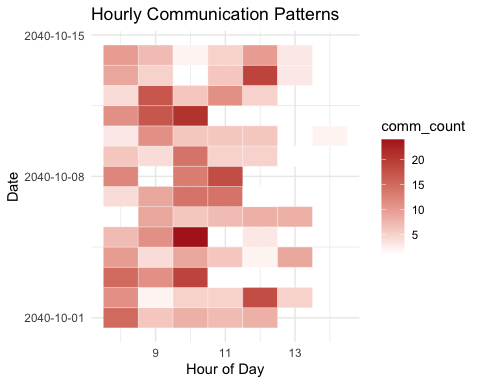 Hourly Communication Patterns
2040-10-15
2040-10-08
2040-10-01
Date
9
11
13
Hour of Day
comm_count
20
15
10
5